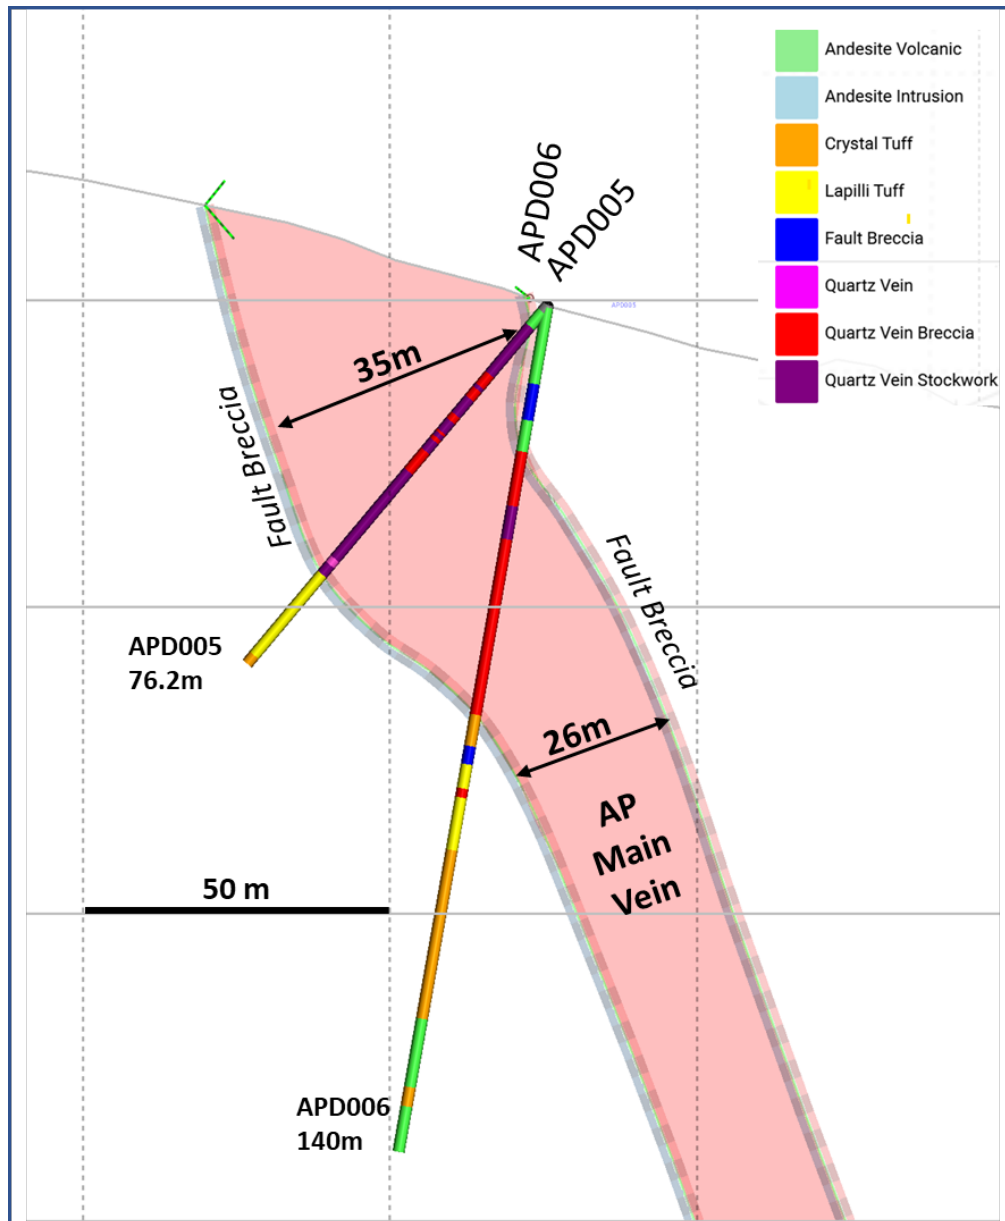 Andesite Volcanic
Andesite Intrusion
Crystal Tuff
Lapilli Tuff
Fault Breccia
Quartz Vein
Quartz Vein Breccia
Quartz Vein Stockwork
APD006
APD005
APD005
35m
Fault Breccia
Fault Breccia
APD005
76.2m
26m
AP
Main
Vein
50 m
APD006
140m